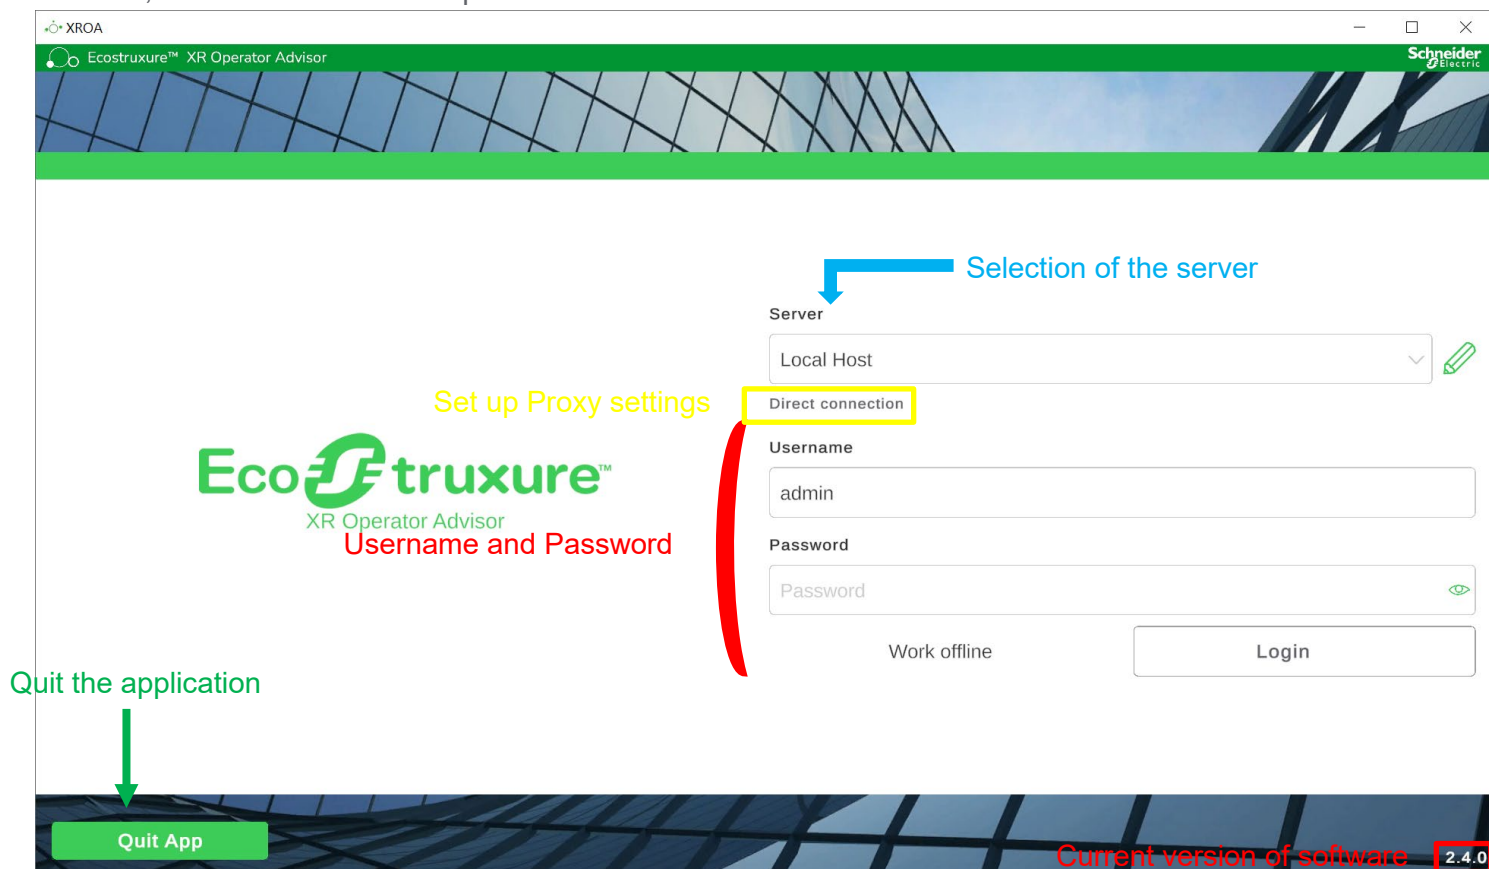 XROA
Ecostruxure™ XR Operator Advisor
Schneider
Electric
Selection of the server
Server
Local Host
Set up Proxy settings
Direct connection
Username
EcoStruxure™
admin
XR Operator Advisor
Username and Password
Password
Password
Work offline
Login
Quit the application
Quit App
Current version of software
2.4.0